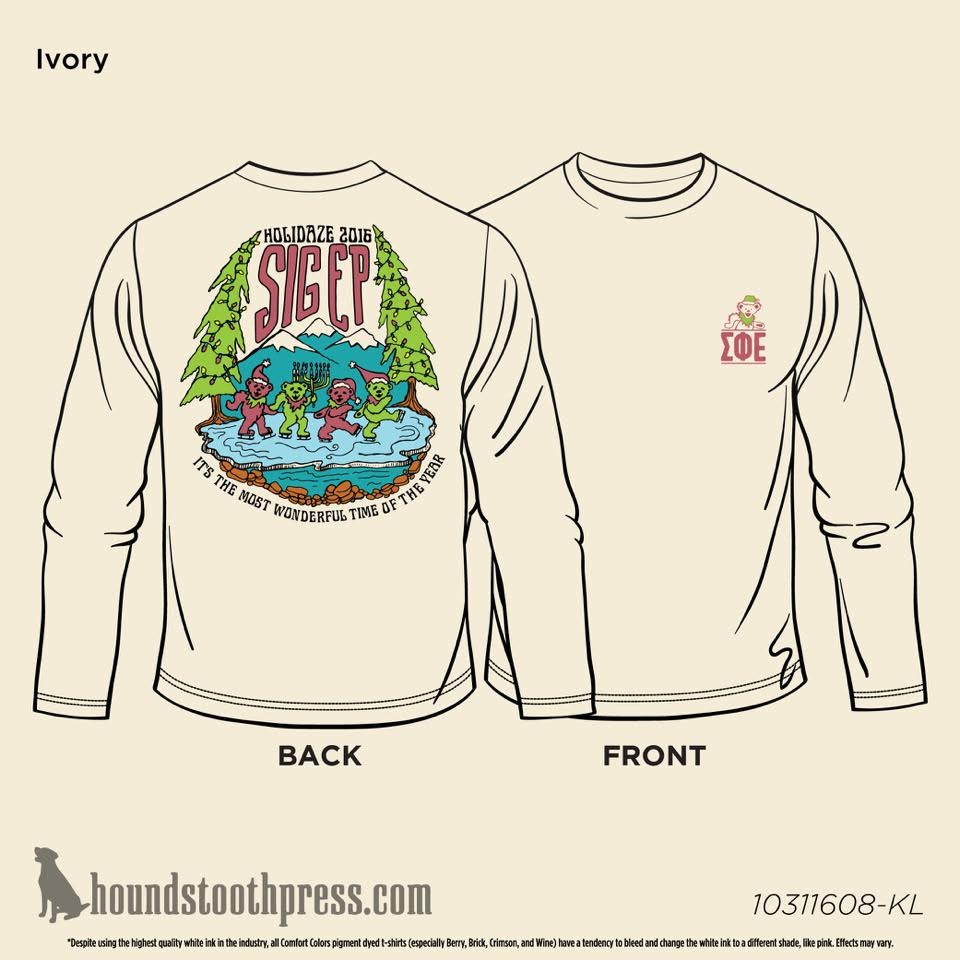 Ivory
HOLIDAZE 2016
SIG EP
IT'S THE MOST WONDERFUL TIME OF THE YEAR
ΣΦΕ
BACK
FRONT
houndstoothpress.com
10311608-KL
*Despite using the highest quality white ink in the industry, all Comfort Colors pigment dyed t-shirts (especially Berry, Brick, Crimson, and Wine) have a tendency to bleed and change the white ink to a different shade, like pink. Effects may vary.